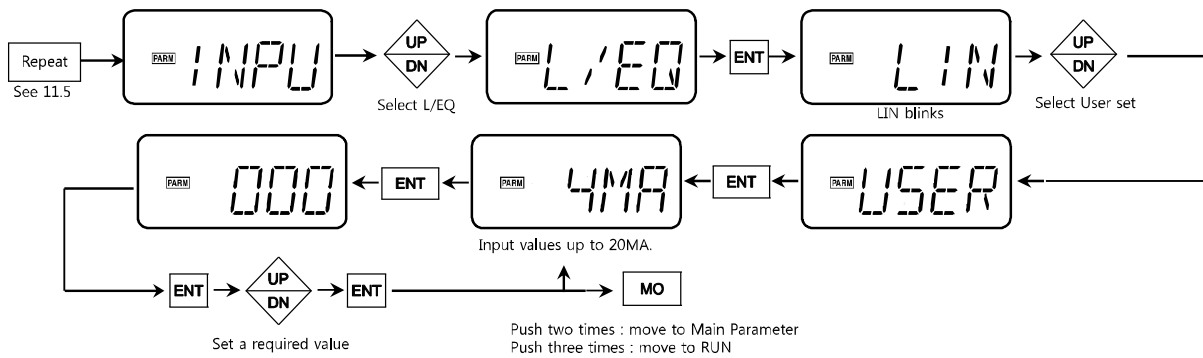 Repeat
See 11.5
PARM INPU
UP
DN
Select L/EQ
PARM L/EQ
ENT
PARM LIN
LIN blinks
UP
DN
Select User set
PARM USER
ENT
PARM 4MA
Input values up to 20MA.
ENT
PARM 000
ENT
UP
DN
Set a required value
ENT
MO
Push two times : move to Main Parameter
Push three times : move to RUN